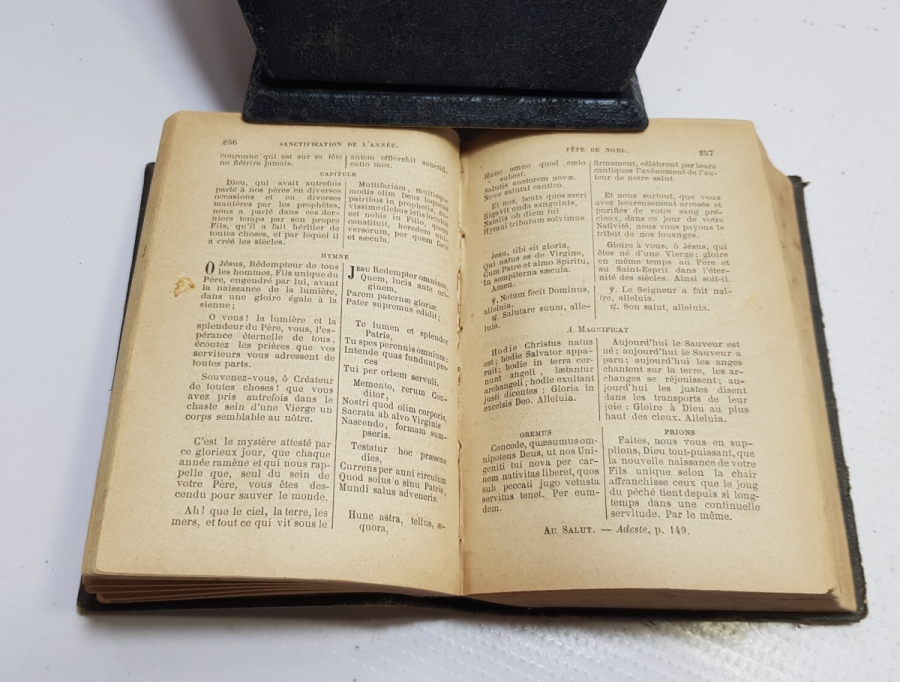 256
SANCTIFICATION DE L'ANNÉE.
couronne qui est sur sa tête
ne flétrira jamais.
autem efflorebit sanctifi-
catio mea.
CAPITULE
Dieu, qui avait autrefois
parlé à nos pères en diverses
occasions et en diverses
manières par les prophètes,
nous a parlé dans ces der-
niers temps par son propre
Fils, qu'il a fait héritier de
toutes choses, et par lequel il
a créé les siècles.
Multifariam, multisque
modis olim Deus loquens
patribus in prophetis, no-
vissime diebus istis locutus
est nobis in Filio, quem
constituit, heredem uni-
versorum, per quem fecit
et sæcula.
HYMNE
O Jésus, Rédempteur de tous
les hommes, Fils unique du
Père, engendré par lui, avant
la naissance de la lumière,
dans une gloire égale à la
sienne ;
O vous! la lumière et la
splendeur du Père, vous, l'es-
pérance éternelle de tous,
écoutez les prières que vos
serviteurs vous adressent de
toutes parts.
Souvenez-vous, ô Créateur
de toutes choses! que vous
avez pris autrefois dans le
chaste sein d'une Vierge un
corps semblable au nôtre.
C'est le mystère attesté par
ce glorieux jour, que chaque
année ramène et qui nous rap-
pelle que, seul du sein de
votre Père, vous êtes des-
cendu pour sauver le monde.
Ah! que le ciel, la terre, les
mers, et tout ce qui vit sous le
Jesu Redemptor omnium,
Quem, lucis ante ori-
ginem
Parem paternæ gloriæ
Pater supremus edidit;
Te lumen et splendor
Patris,
Tu spes perennis omnium;
Intende quas fundunt pre-
ces
Tui per orbem servuli.
Memento, rerum Con-
ditor,
Nostri quod olim corporis,
Sacrata ab alvo Virginis
Nascendo, formam sum-
pseris.
Testatur hoc præsens
dies,
Currens per anni circulum
Quod solus e sinu Patris,
Mundi salus adveneris.
Hunc astra, tellus, æ-
quora,
FÊTE DE NOEL.
257
Hunc omne quod cœlo
subest.
Salutis auctorem novæ,
Novo salutat cantico.
Et nos, beata quos sacri
Rigavit unda sanguinis,
Natalis ob diem tui
Hymni tributum solvimus.
Jesu, tibi sit gloria,
Qui natus es de Virgine,
Cum Patre et almo Spiritu,
In sempiterna sæcula.
Amen.
℣. Notum fecit Dominus,
alleluia.
℟. Salutare suum, alle-
luia.
firmament, célèbrent par leurs
cantiques l'avènement de l'au-
teur de notre salut.
Et nous surtout, que vous
avez heureusement arrosés et
purifiés de votre sang pré-
cieux, dans ce jour de votre
Nativité, nous vous payons le
tribut de nos louanges.
Gloire à vous, ô Jésus, qui
êtes né d'une Vierge; gloire
en même temps au Père et
au Saint-Esprit dans l'éter-
nité des siècles. Ainsi soit-il.
℣. Le Seigneur a fait naî-
tre, alleluia.
℟. Son salut, alleluia.
A MAGNIFICAT
Hodie Christus natus
est; hodie Salvator appa-
ruit; hodie in terra cer-
nunt angeli, lætantur
archangeli; hodie exultant
justi dicentes : Gloria in
excelsis Deo. Alleluia.
Aujourd'hui le Sauveur est
né; aujourd'hui le Sauveur a
paru; aujourd'hui les anges
chantent sur la terre, les ar-
changes se réjouissent; au-
jourd'hui les justes disent
dans les transports de leur
joie : Gloire à Dieu au plus
haut des cieux. Alleluia.
OREMUS
Concede, quæsumus om-
nipotens Deus, ut nos Uni-
geniti tui nova per car-
nem nativitas liberet, quos
sub peccati jugo vetusta
servitus tenet. Per eum-
dem.
PRIONS
Faites, nous vous en sup-
plions, Dieu tout-puissant, que
la nouvelle naissance de votre
Fils unique selon la chair
affranchisse ceux que le joug
du péché tient depuis si long-
temps dans une continuelle
servitude. Par le même.
AU SALUT. — Adeste, p. 149.